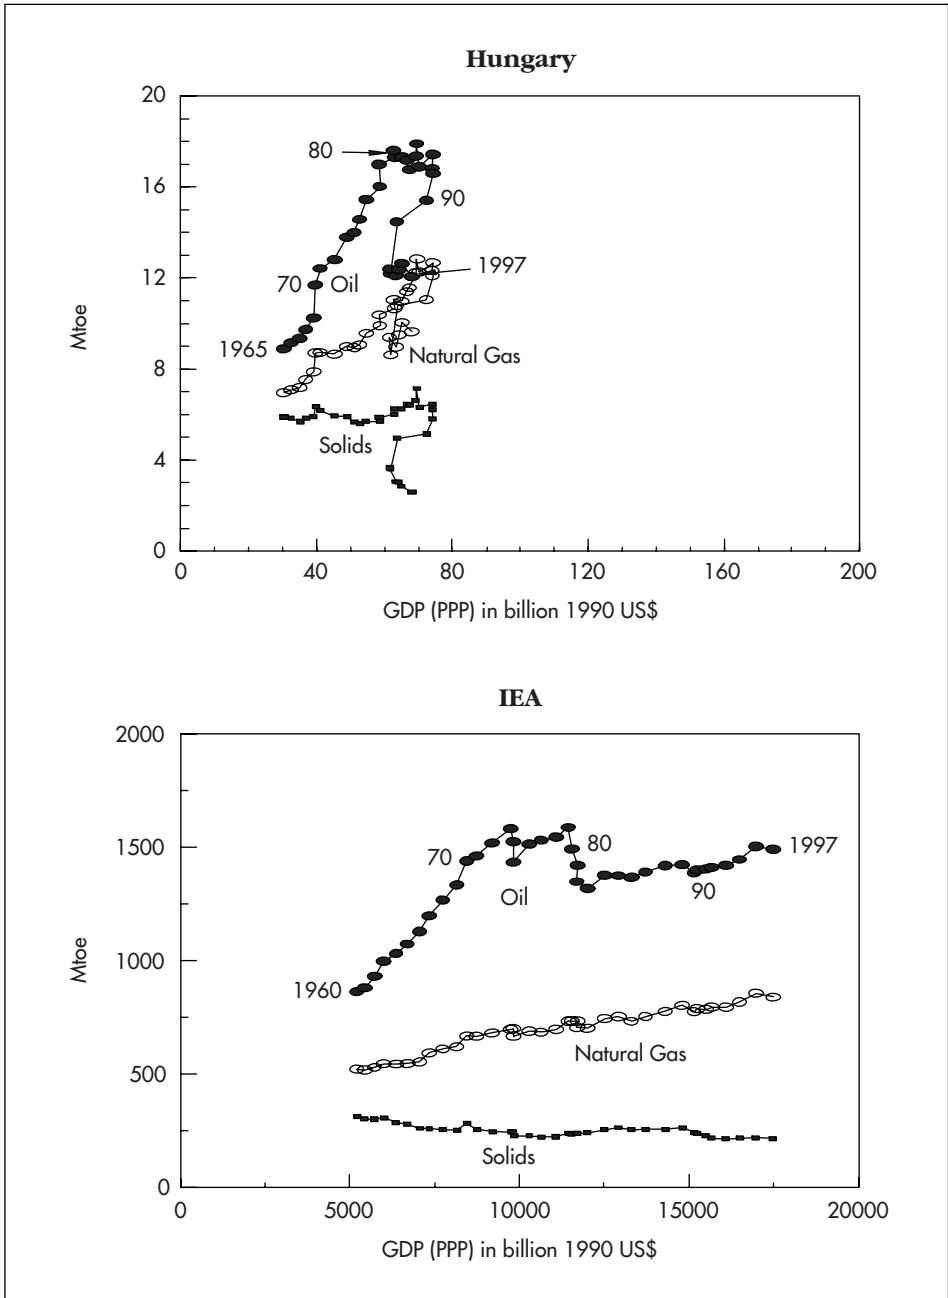 Hungary
20
16
12
8
4
0
Mtoe
80
90
70 Oil
1997
1965
Natural Gas
Solids
0 40 80 120 160 200
GDP (PPP) in billion 1990 US$
IEA
2000
1500
1000
500
0
Mtoe
70
80
1997
Oil
90
1960
Natural Gas
Solids
0 5000 10000 15000 20000
GDP (PPP) in billion 1990 US$